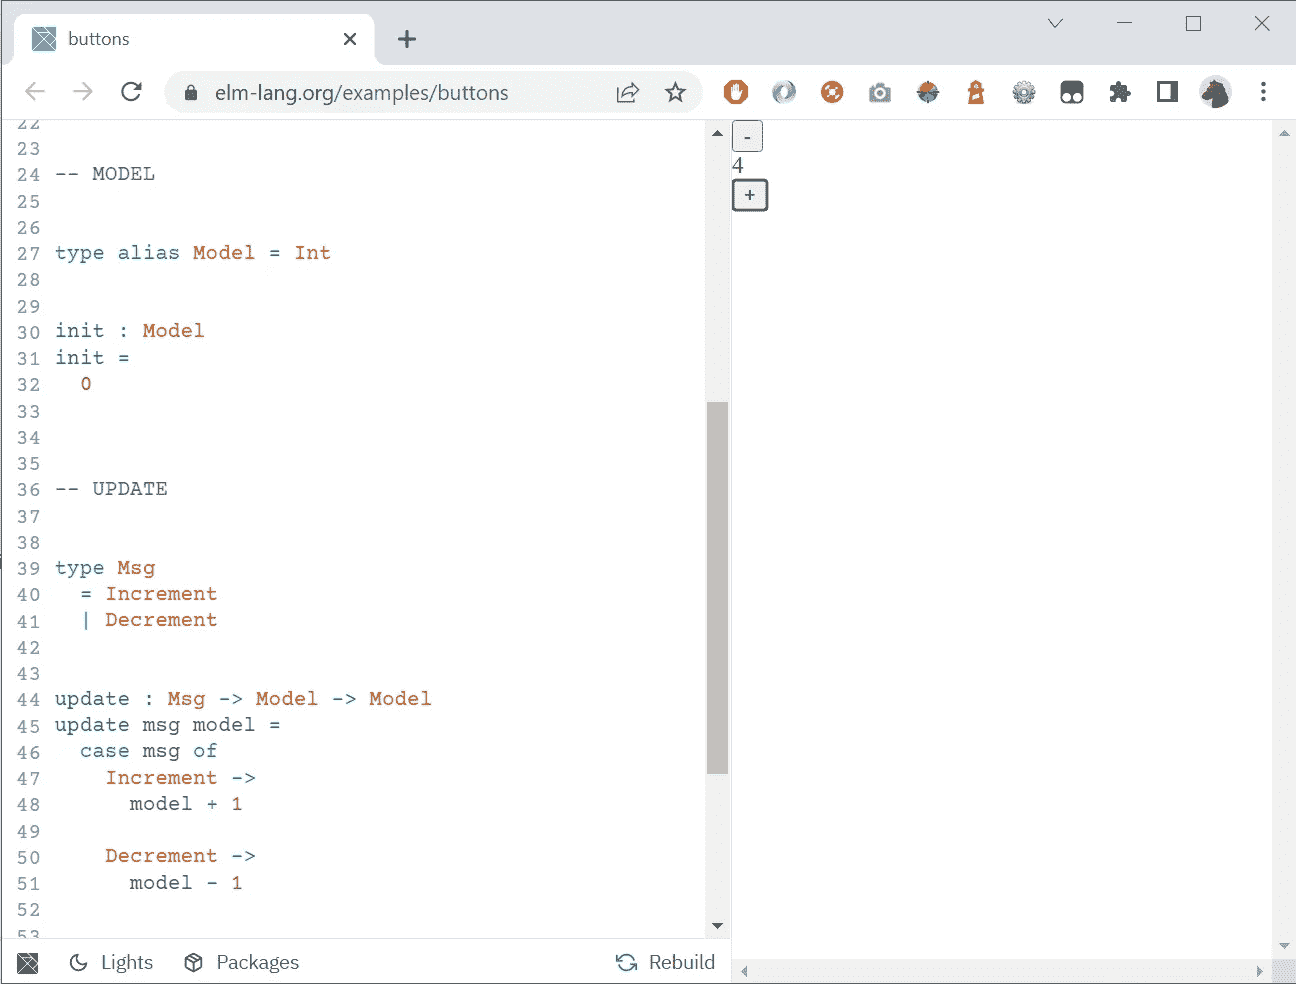 buttons
elm-lang.org/examples/buttons
22
23
24 -- MODEL
25
26
27 type alias Model = Int
28
29
30 init : Model
31 init =
32   0
33
34
35
36 -- UPDATE
37
38
39 type Msg
40   = Increment
41   | Decrement
42
43
44 update : Msg -> Model -> Model
45 update msg model =
46   case msg of
47     Increment ->
48       model + 1
49
50     Decrement ->
51       model - 1
52
53
-
4
+
Lights Packages Rebuild